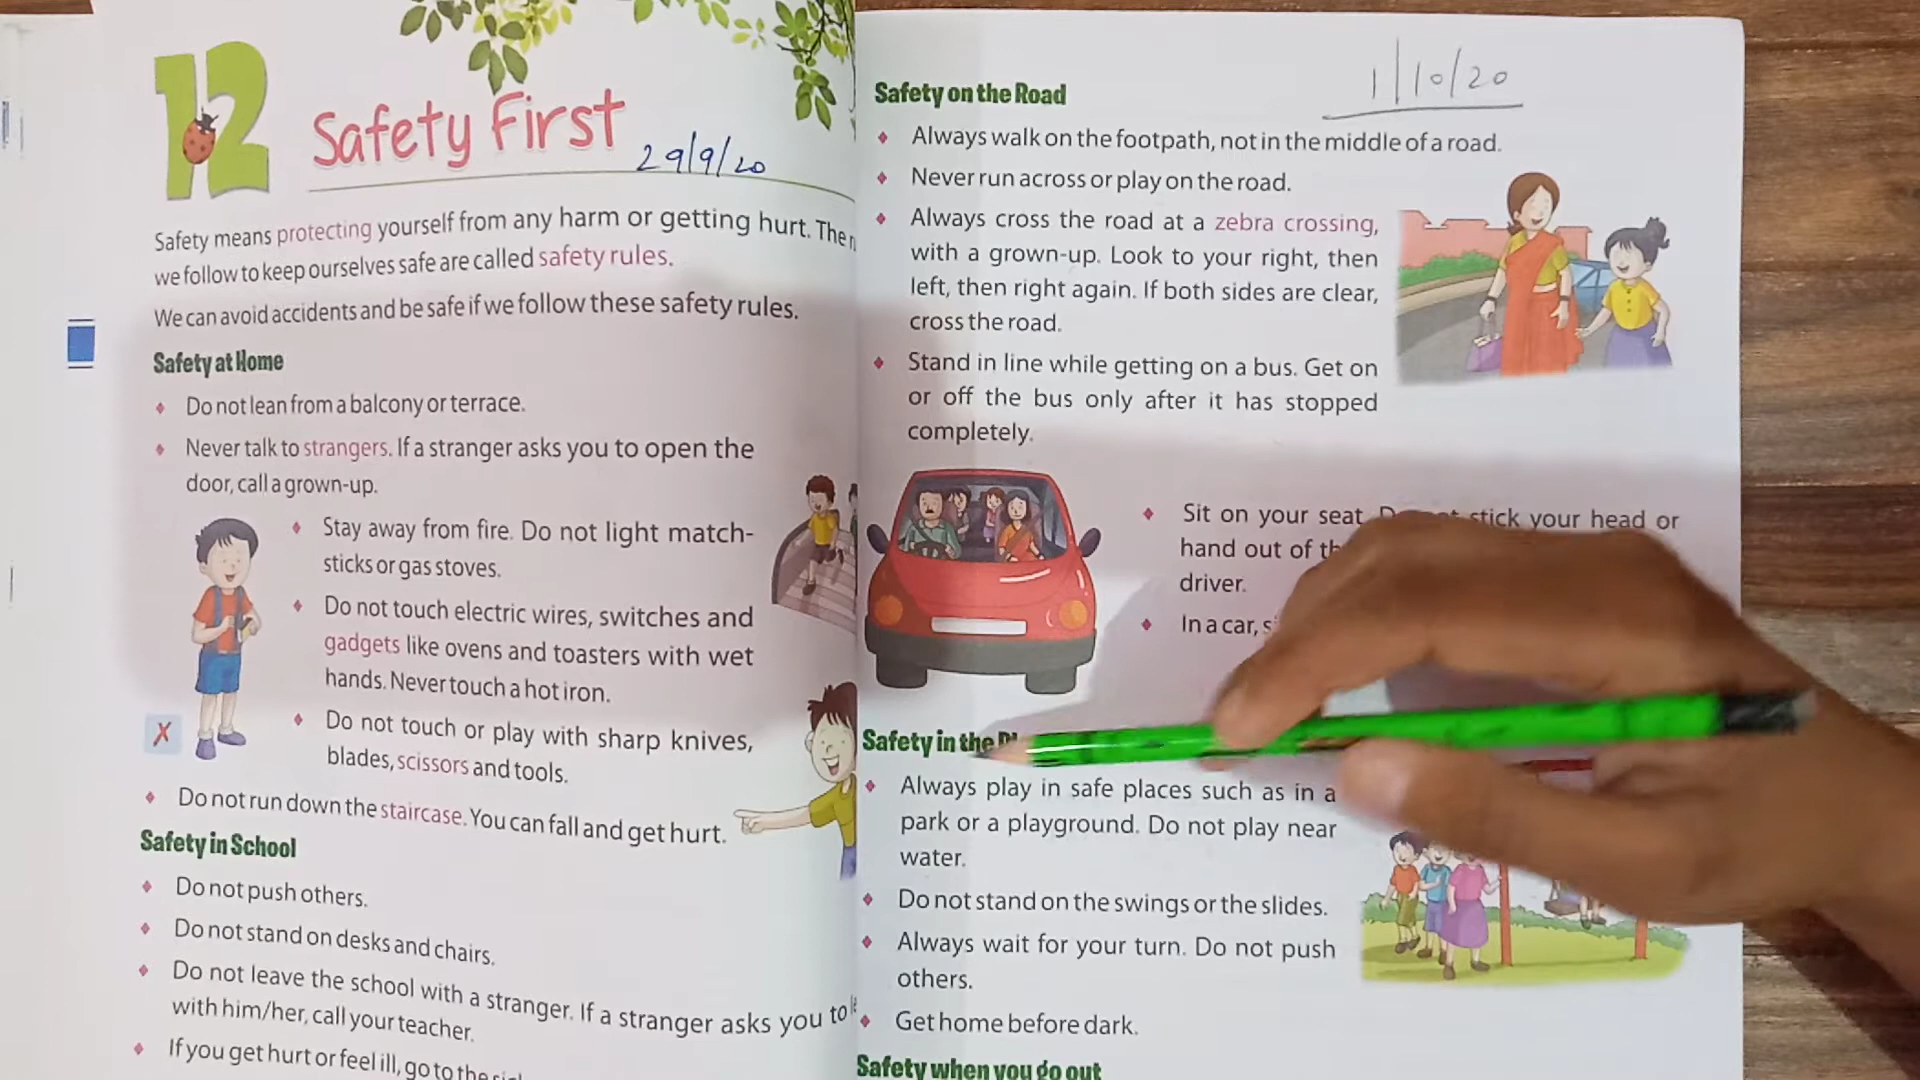 12
Safety First
29/9/20
Safety means protecting yourself from any harm or getting hurt. The
we follow to keep ourselves safe are called safety rules.
We can avoid accidents and be safe if we follow these safety rules.
Safety at Home
Do not lean from a balcony or terrace.
Never talk to strangers. If a stranger asks you to open the
door, call a grown-up.
Stay away from fire. Do not light match-
sticks or gas stoves.
Do not touch electric wires, switches and
gadgets like ovens and toasters with wet
hands. Never touch a hot iron.
Do not touch or play with sharp knives,
blades, scissors and tools.
Do not run down the staircase. You can fall and get hurt.
Safety in School
Do not push others.
Do not stand on desks and chairs.
Do not leave the school with a stranger. If a stranger asks you to
with him/her, call your teacher.
If you get hurt or feel ill, go to the
1/10/20
Safety on the Road
Always walk on the footpath, not in the middle of a road.
Never run across or play on the road.
Always cross the road at a zebra crossing,
with a grown-up. Look to your right, then
left, then right again. If both sides are clear,
cross the road.
Stand in line while getting on a bus. Get on
or off the bus only after it has stopped
completely.
Sit on your seat. stick your head or
hand out of
driver.
In a car,
Safety in the
Always play in safe places such as in a
park or a playground. Do not play near
water.
Do not stand on the swings or the slides.
Always wait for your turn. Do not push
others.
Get home before dark.
Safety when you go out